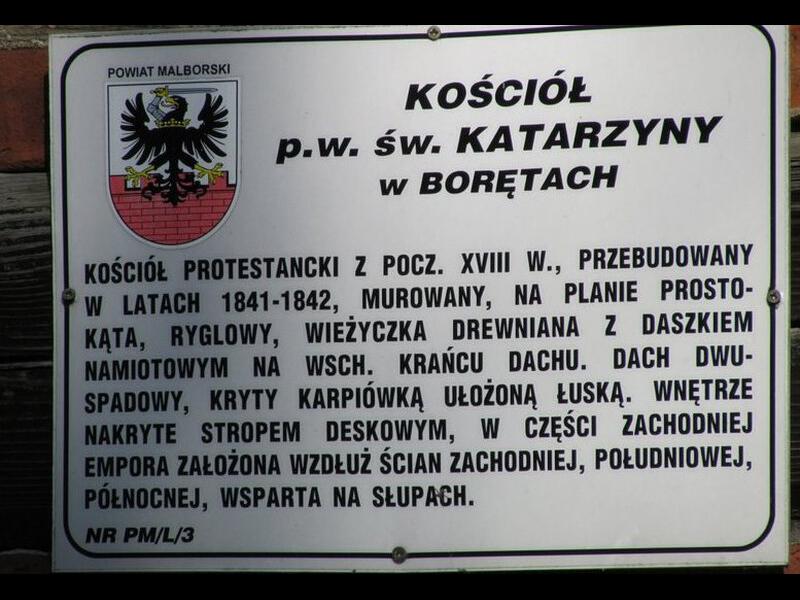 POWIAT MALBORSKI
KOŚCIÓŁ
p.w. św. KATARZYNY
w BORĘTACH
KOŚCIÓŁ PROTESTANCKI Z POCZ. XVIII W., PRZEBUDOWANY
W LATACH 1841-1842, MUROWANY, NA PLANIE PROSTO-
KĄTA, RYGLOWY, WIEŻYCZKA DREWNIANA Z DASZKIEM
NAMIOTOWYM NA WSCH. KRAŃCU DACHU. DACH DWU-
SPADOWY, KRYTY KARPIÓWKĄ UŁOŻONĄ ŁUSKĄ. WNĘTRZE
NAKRYTE STROPEM DESKOWYM, W CZĘŚCI ZACHODNIEJ
EMPORA ZAŁOŻONA WZDŁUŻ ŚCIAN ZACHODNIEJ, POŁUDNIOWEJ,
PÓŁNOCNEJ, WSPARTA NA SŁUPACH.
NR PM/L/3